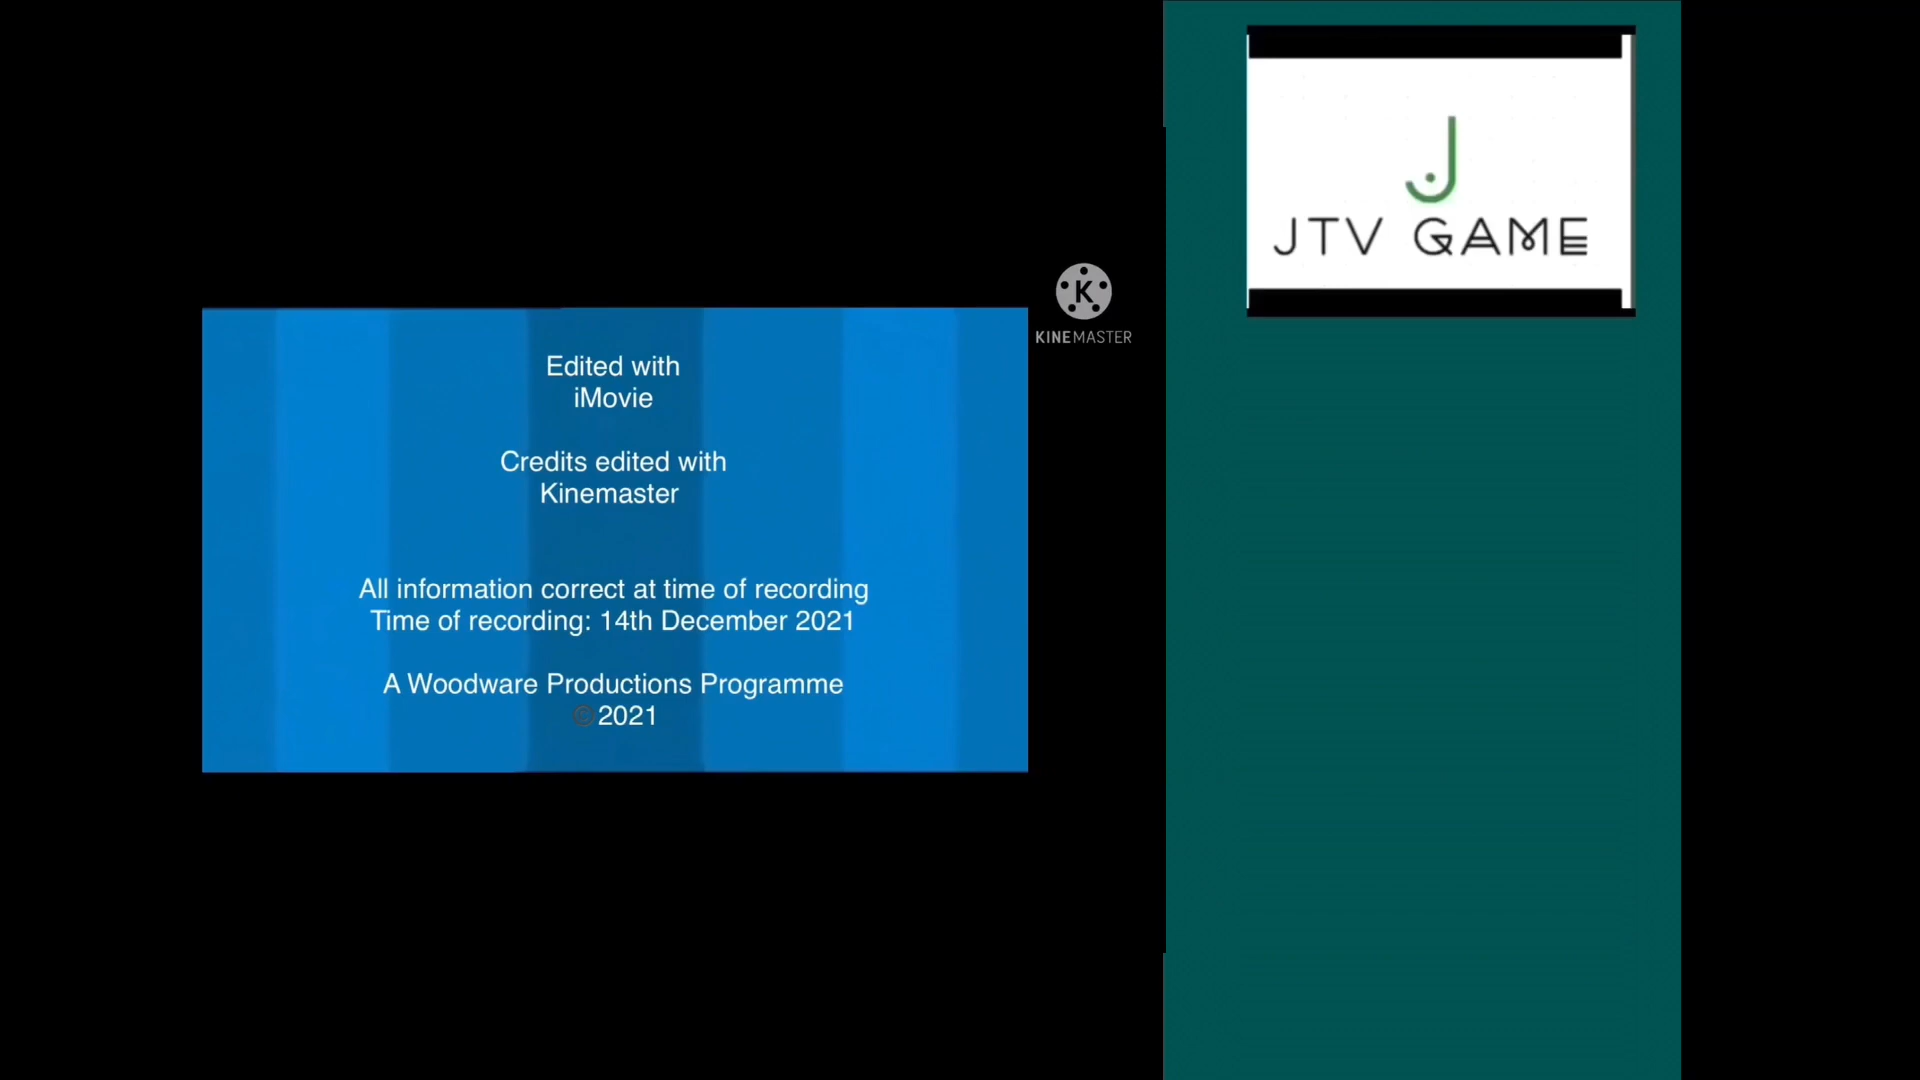 Edited with
iMovie
Credits edited with
Kinemaster
All information correct at time of recording
Time of recording: 14th December 2021
A Woodware Productions Programme
©2021
K
KINEMASTER
J
JTV GAME